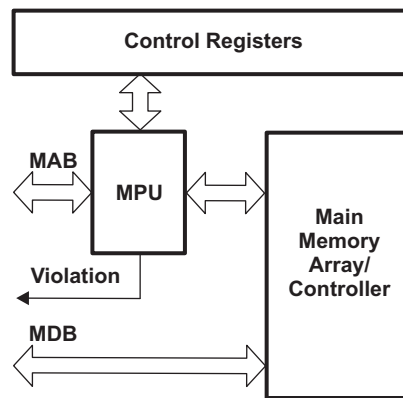 Control Registers
MAB
MPU
Main
Memory
Array/
Controller
Violation
MDB